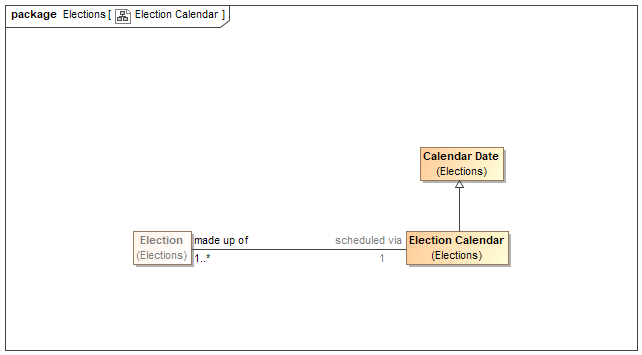 package Elections [ Election Calendar ]
Calendar Date
(Elections)
Election
(Elections)
made up of
1..*
scheduled via
1
Election Calendar
(Elections)